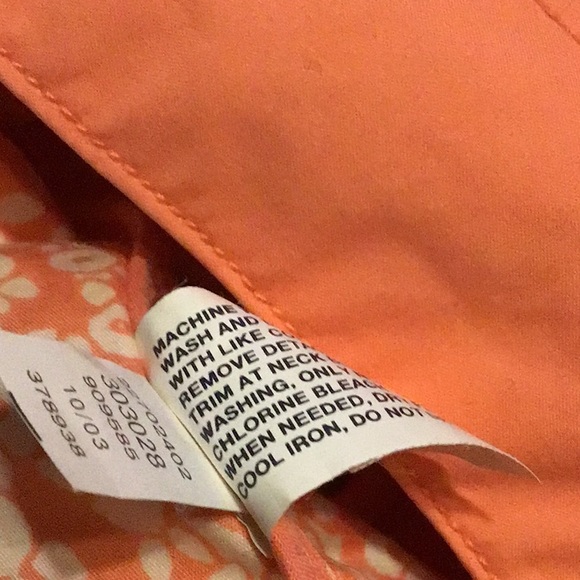 MACHINE
WASH AND
WITH LIKE
REMOVE
TRIM AT NECK
WASHING, ONLY
CHLORINE
WHEN NEEDED,
COOL IRON, DO NOT
303028
909585
10/03
378938